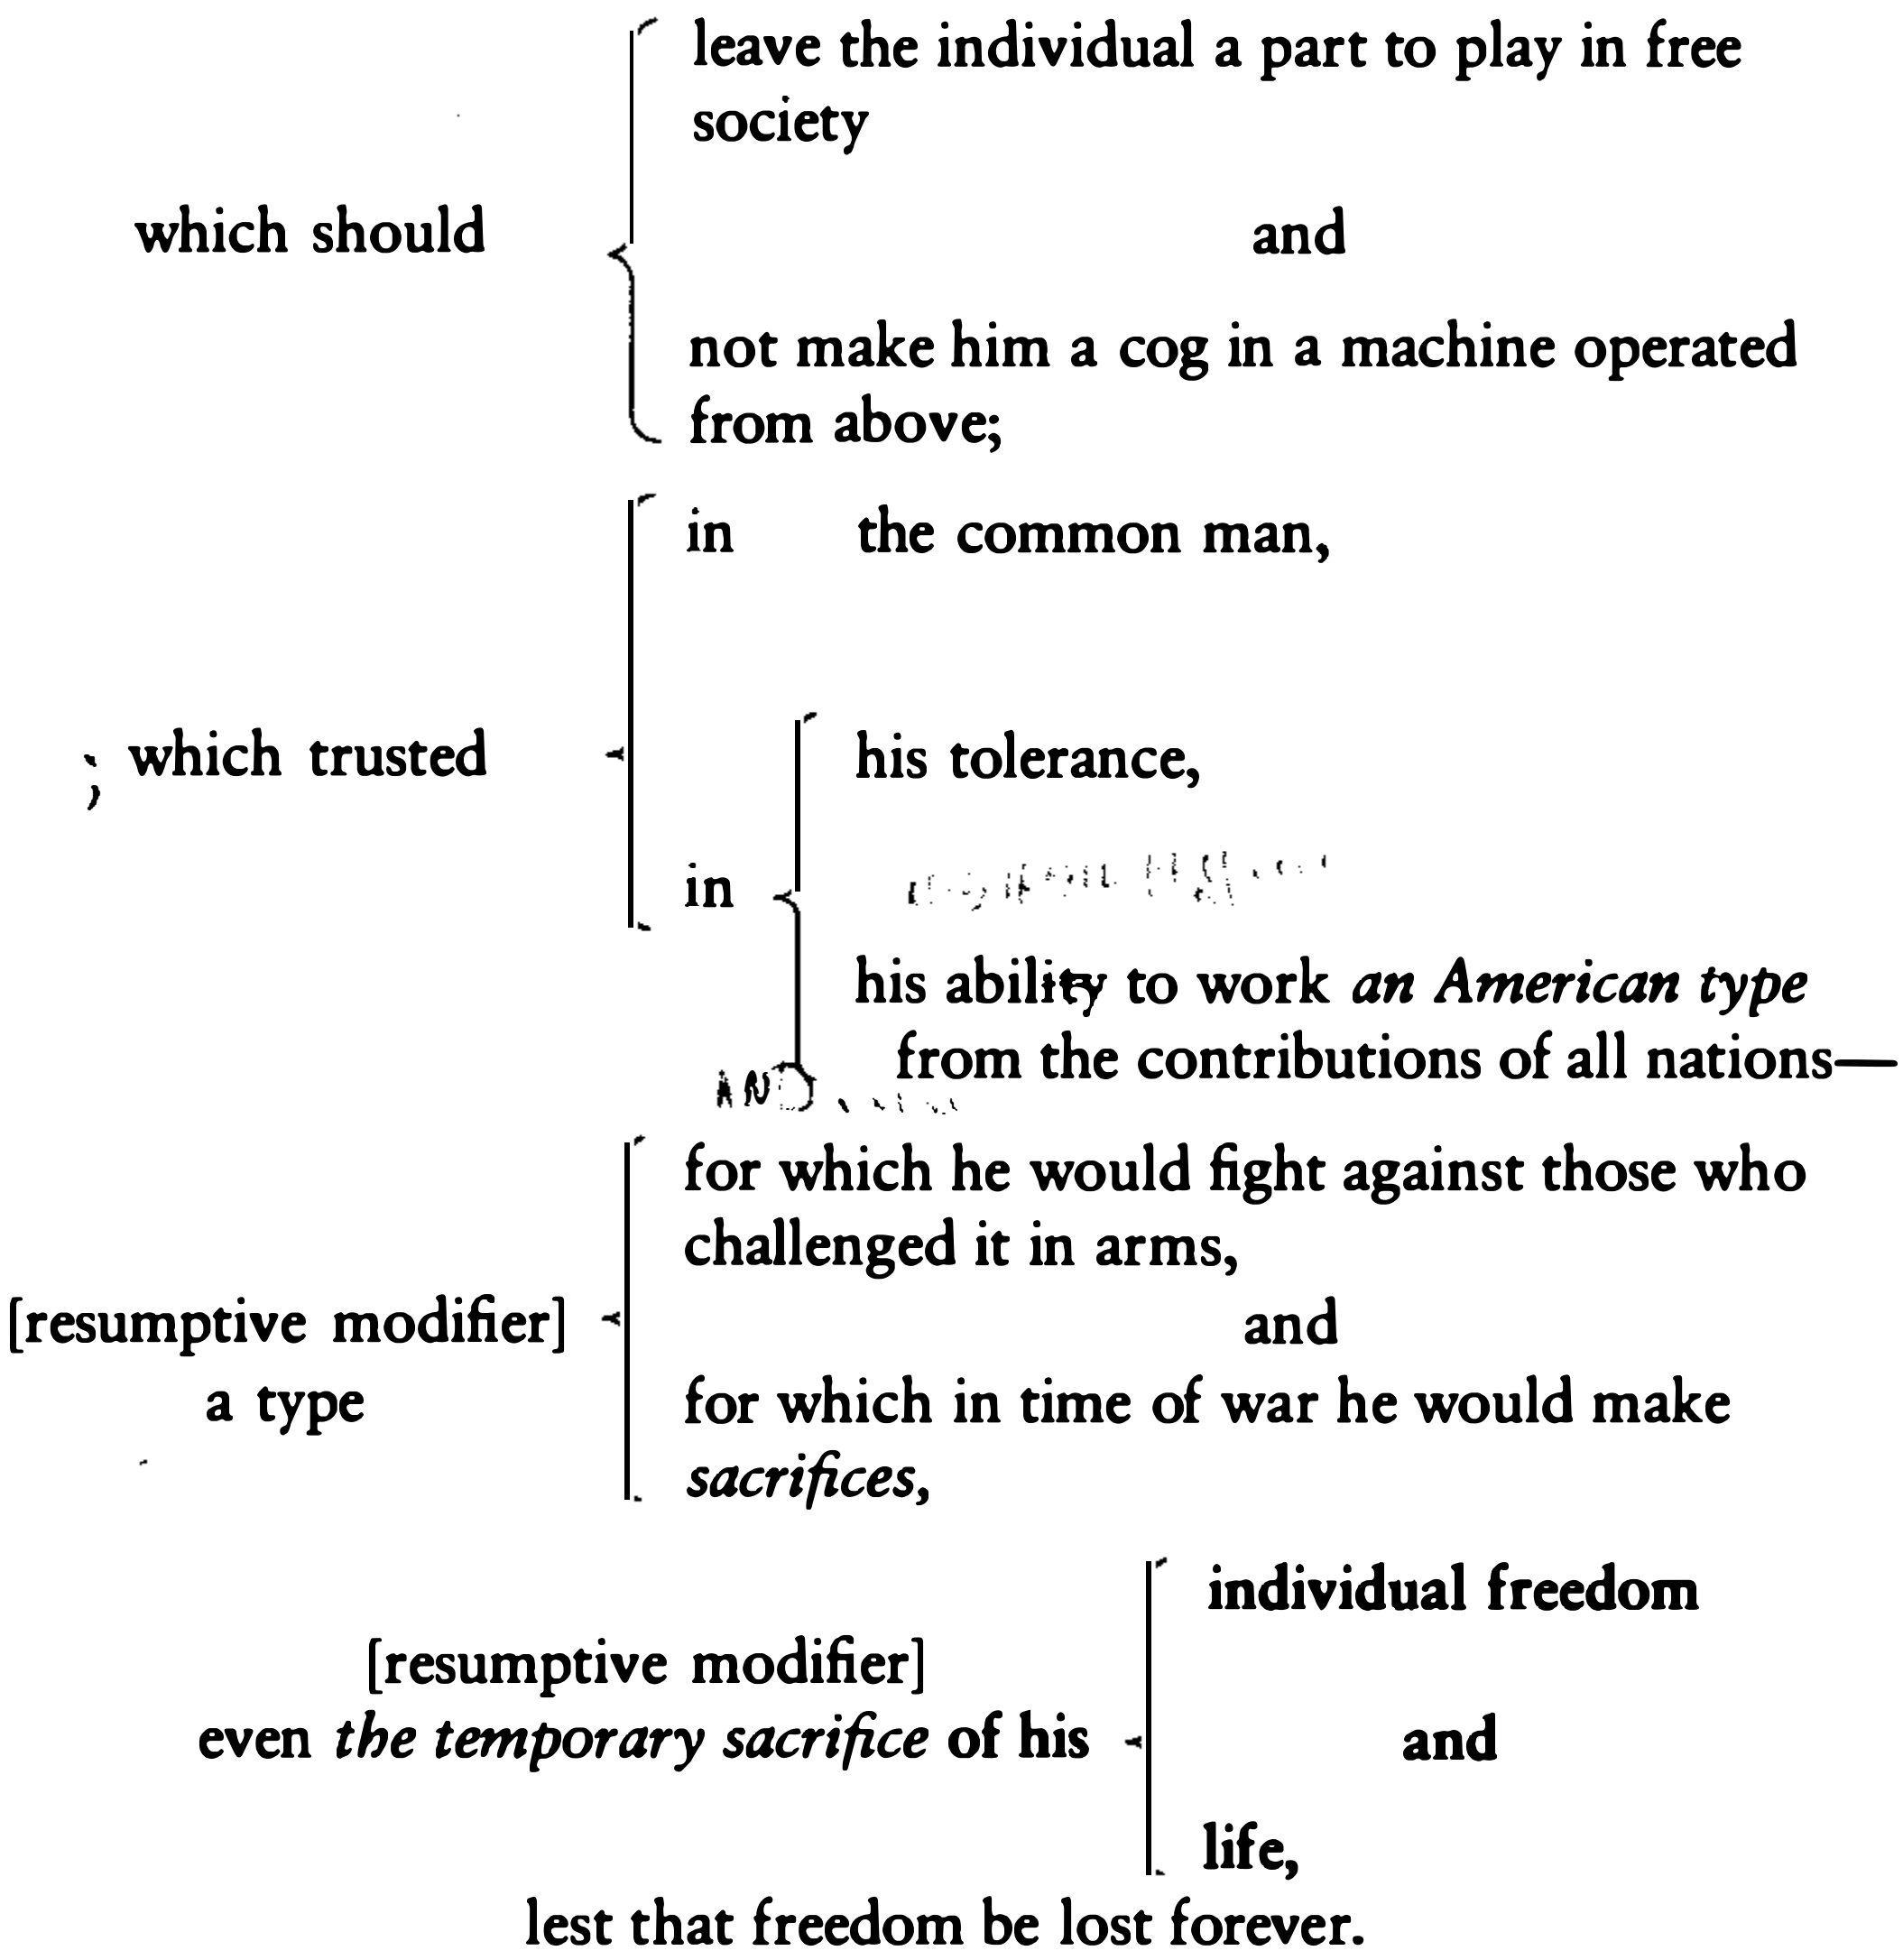 leave the individual a part to play in free
society
which should
and
not make him a cog in a machine operated
from above;
in the common man,
; which trusted
his tolerance,
in
his ability to work an American type
from the contributions of all nations—
AND
for which he would fight against those who
challenged it in arms,
[resumptive modifier]
and
a type
for which in time of war he would make
sacrifices,
individual freedom
[resumptive modifier]
even the temporary sacrifice of his
and
life,
lest that freedom be lost forever.